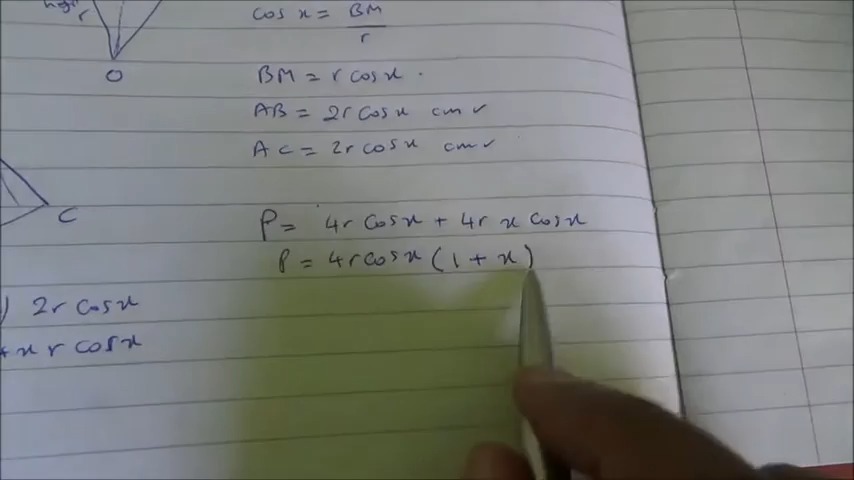 r
O
C
) 2r cos x
+ x r cos x
cos x = BM / r
BM = r cos x .
AB = 2r cos x cm ✓
AC = 2r cos x cm ✓
P = 4r cos x + 4r x cos x
P = 4r cos x (1 + x)